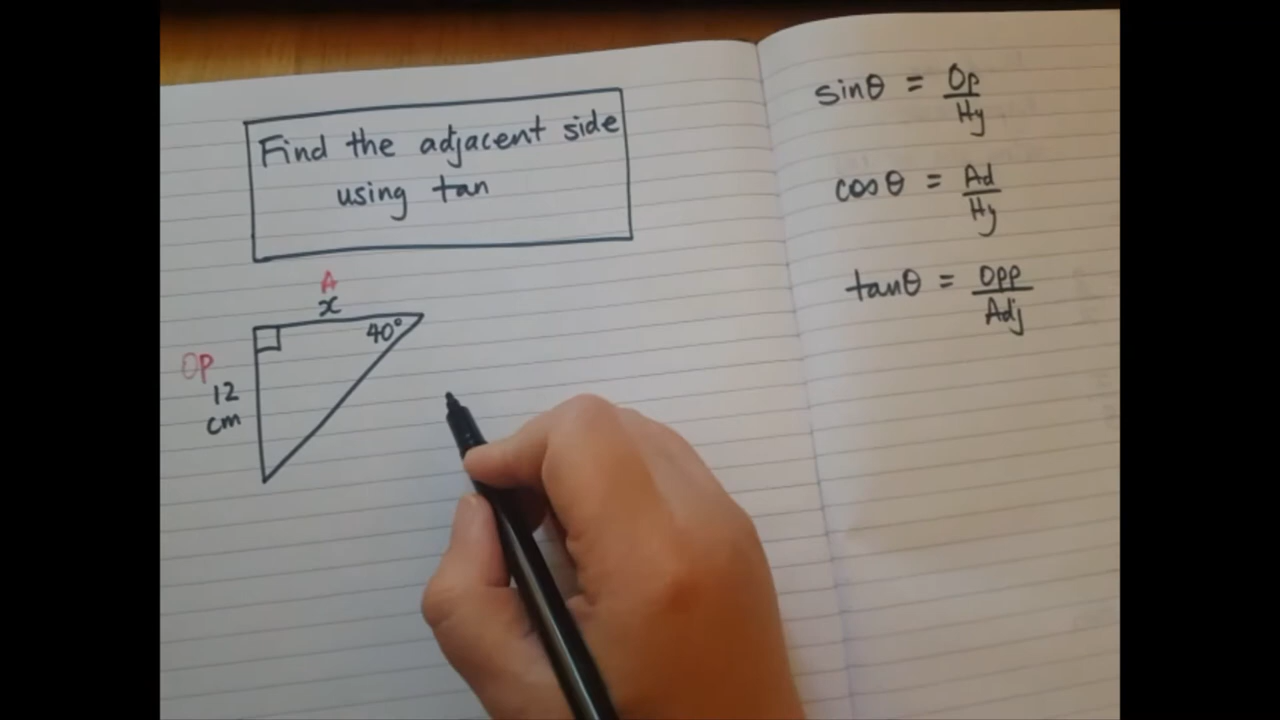 Find the adjacent side
using tan
A
x
40°
Op
12
cm
sinθ = Op/Hy
cosθ = Ad/Hy
tanθ = Opp/Adj